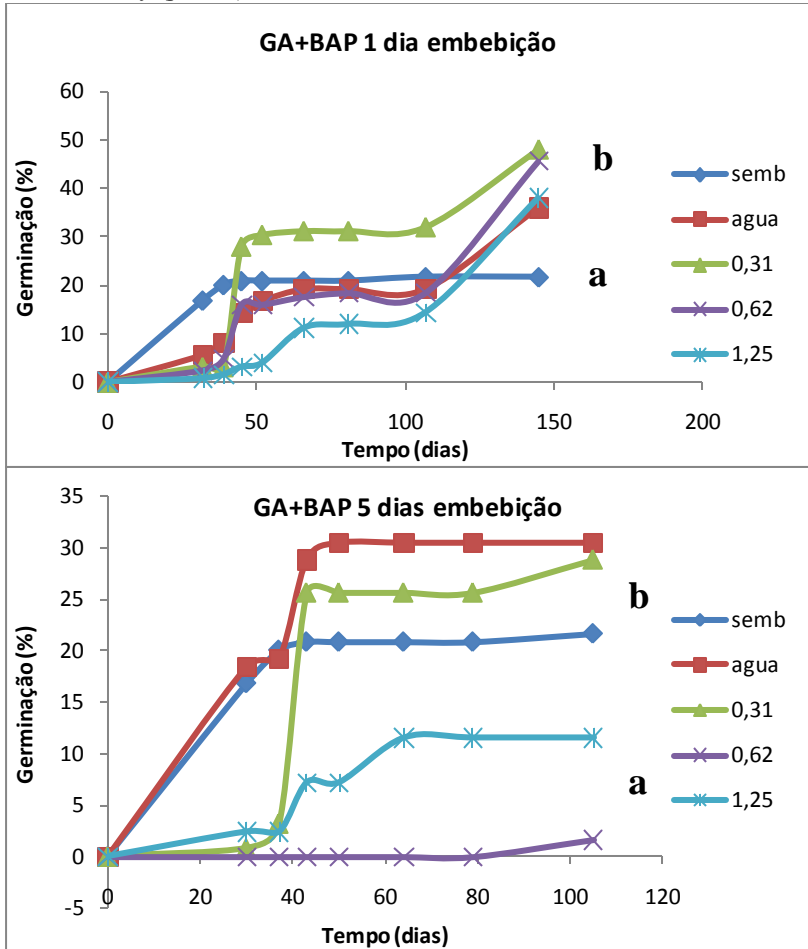 GA+BAP 1 dia embebição
Germinação (%)
60
50
40
30
20
10
0
0 50 100 150 200
Tempo (dias)
b
a
semb
agua
0,31
0,62
1,25
GA+BAP 5 dias embebição
Germinação (%)
35
30
25
20
15
10
5
0
-5
0 20 40 60 80 100 120
Tempo (dias)
b
a
semb
agua
0,31
0,62
1,25